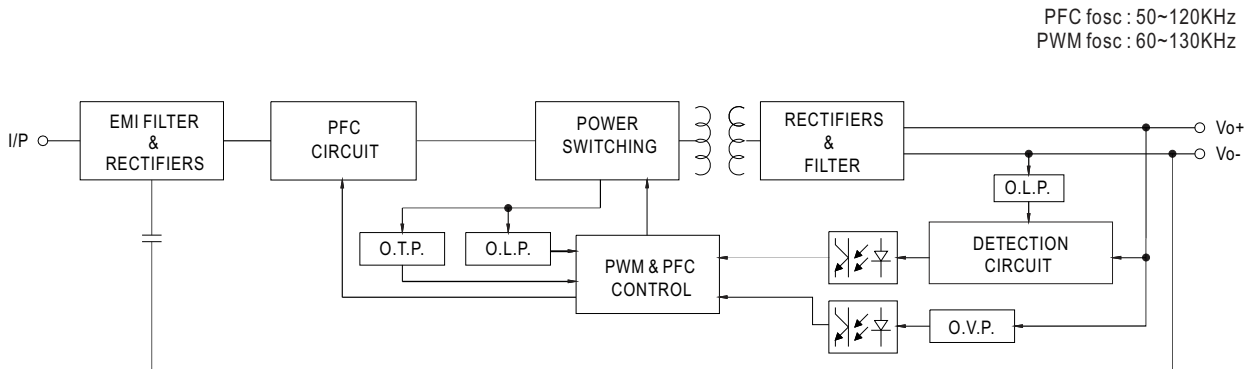 PFC fosc : 50~120KHz
PWM fosc : 60~130KHz
I/P
EMI FILTER
&
RECTIFIERS
PFC
CIRCUIT
POWER
SWITCHING
RECTIFIERS
&
FILTER
Vo+
Vo-
O.L.P.
O.T.P.
O.L.P.
PWM & PFC
CONTROL
DETECTION
CIRCUIT
O.V.P.